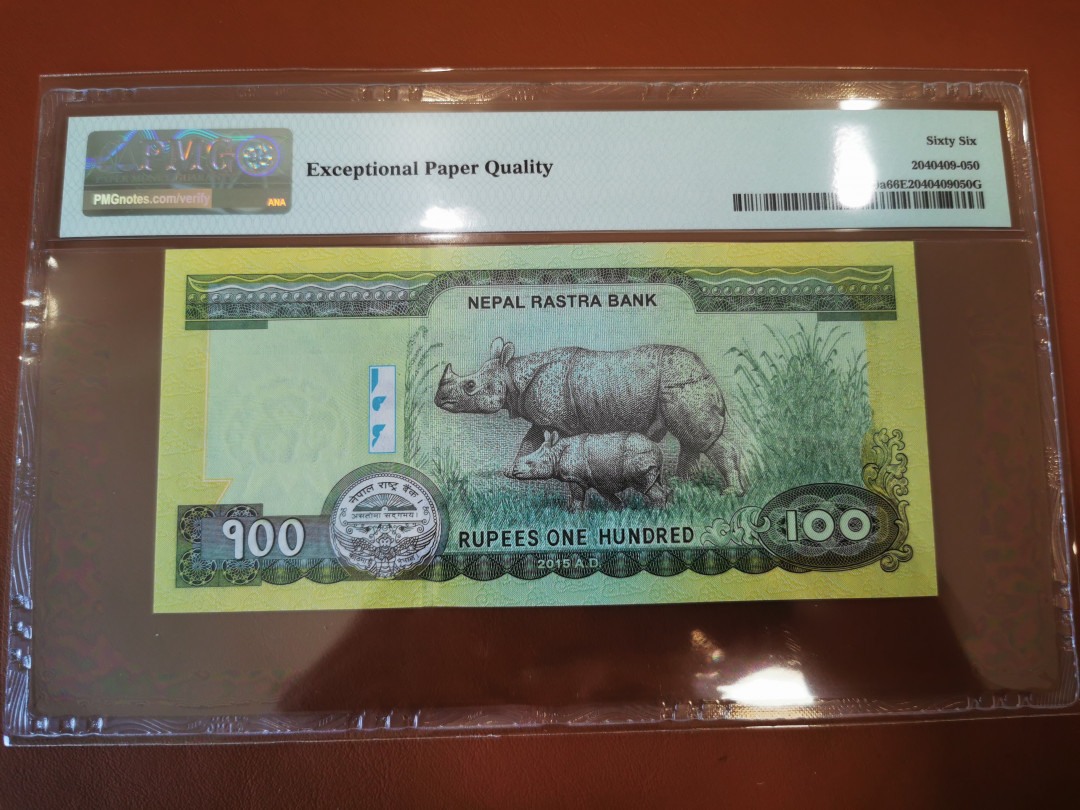 PMG
PMGnotes.com/verify
ANA
Exceptional Paper Quality
Sixty Six
2040409-050
a66E2040409050G
NEPAL RASTRA BANK
नेपाल राष्ट्र बैंक
१००
RUPEES ONE HUNDRED
100
2015 A.D.